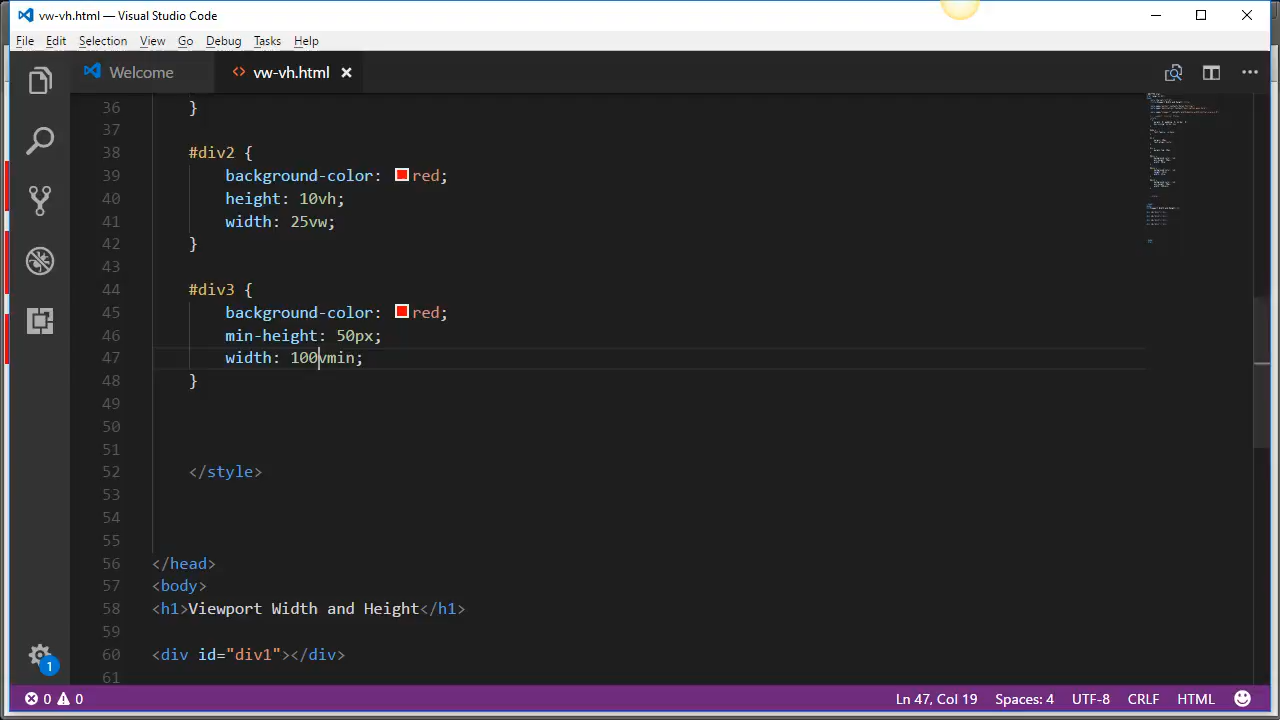 vw-vh.html — Visual Studio Code
File Edit Selection View Go Debug Tasks Help
Welcome <> vw-vh.html
36 }
37
38 #div2 {
39 background-color: red;
40 height: 10vh;
41 width: 25vw;
42 }
43
44 #div3 {
45 background-color: red;
46 min-height: 50px;
47 width: 100vmin;
48 }
49
50
51
52 </style>
53
54
55
56 </head>
57 <body>
58 <h1>Viewport Width and Height</h1>
59
60 <div id="div1"></div>
61
1
0 0 Ln 47, Col 19 Spaces: 4 UTF-8 CRLF HTML